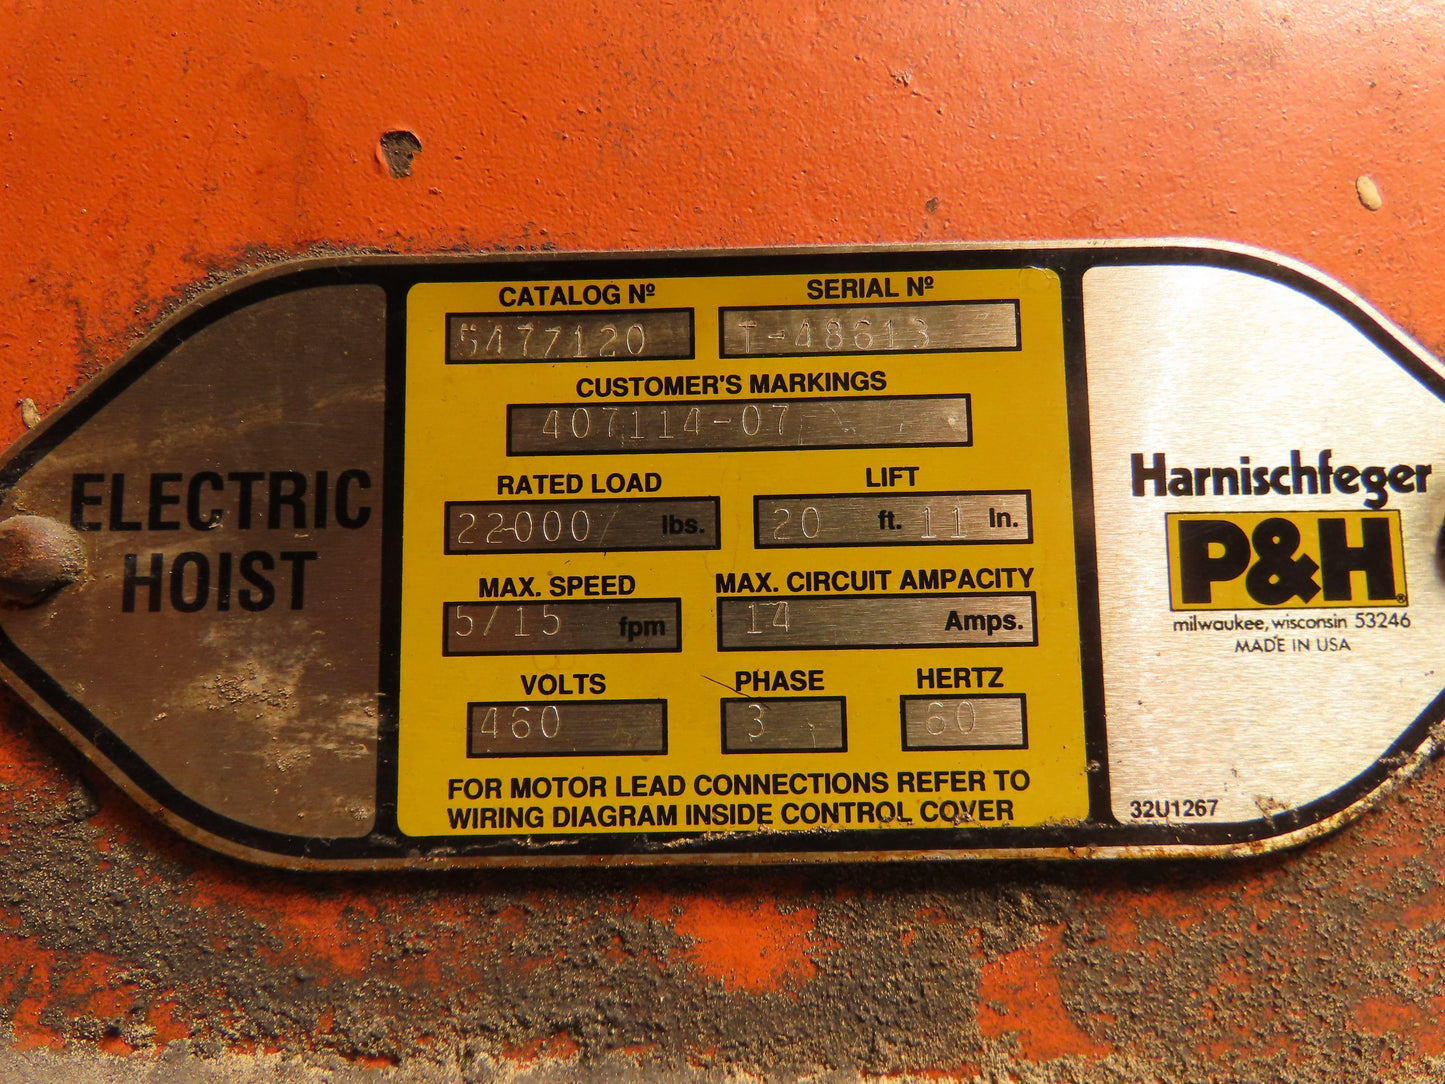 ELECTRIC
HOIST
CATALOG Nº
5477120
SERIAL Nº
T-48613
CUSTOMER'S MARKINGS
407114-07
RATED LOAD
22000 lbs.
LIFT
20 ft. 11 In.
MAX. SPEED
5/15 fpm
MAX. CIRCUIT AMPACITY
14 Amps.
VOLTS
460
PHASE
3
HERTZ
60
FOR MOTOR LEAD CONNECTIONS REFER TO
WIRING DIAGRAM INSIDE CONTROL COVER
Harnischfeger
P&H®
milwaukee, wisconsin 53246
MADE IN USA
32U1267